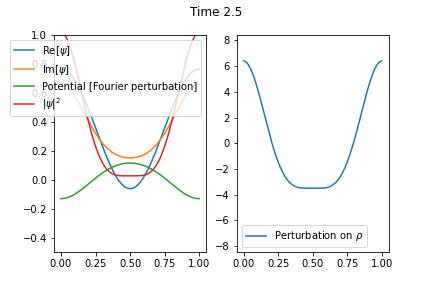 Time 2.5
1.0
0.8
0.6
0.4
0.2
0.0
−0.2
−0.4
0.00 0.25 0.50 0.75 1.00
Re[ψ]
Im[ψ]
Potential [Fourier perturbation]
|ψ|²
8
6
4
2
0
−2
−4
−6
−8
0.00 0.25 0.50 0.75 1.00
Perturbation on ρ